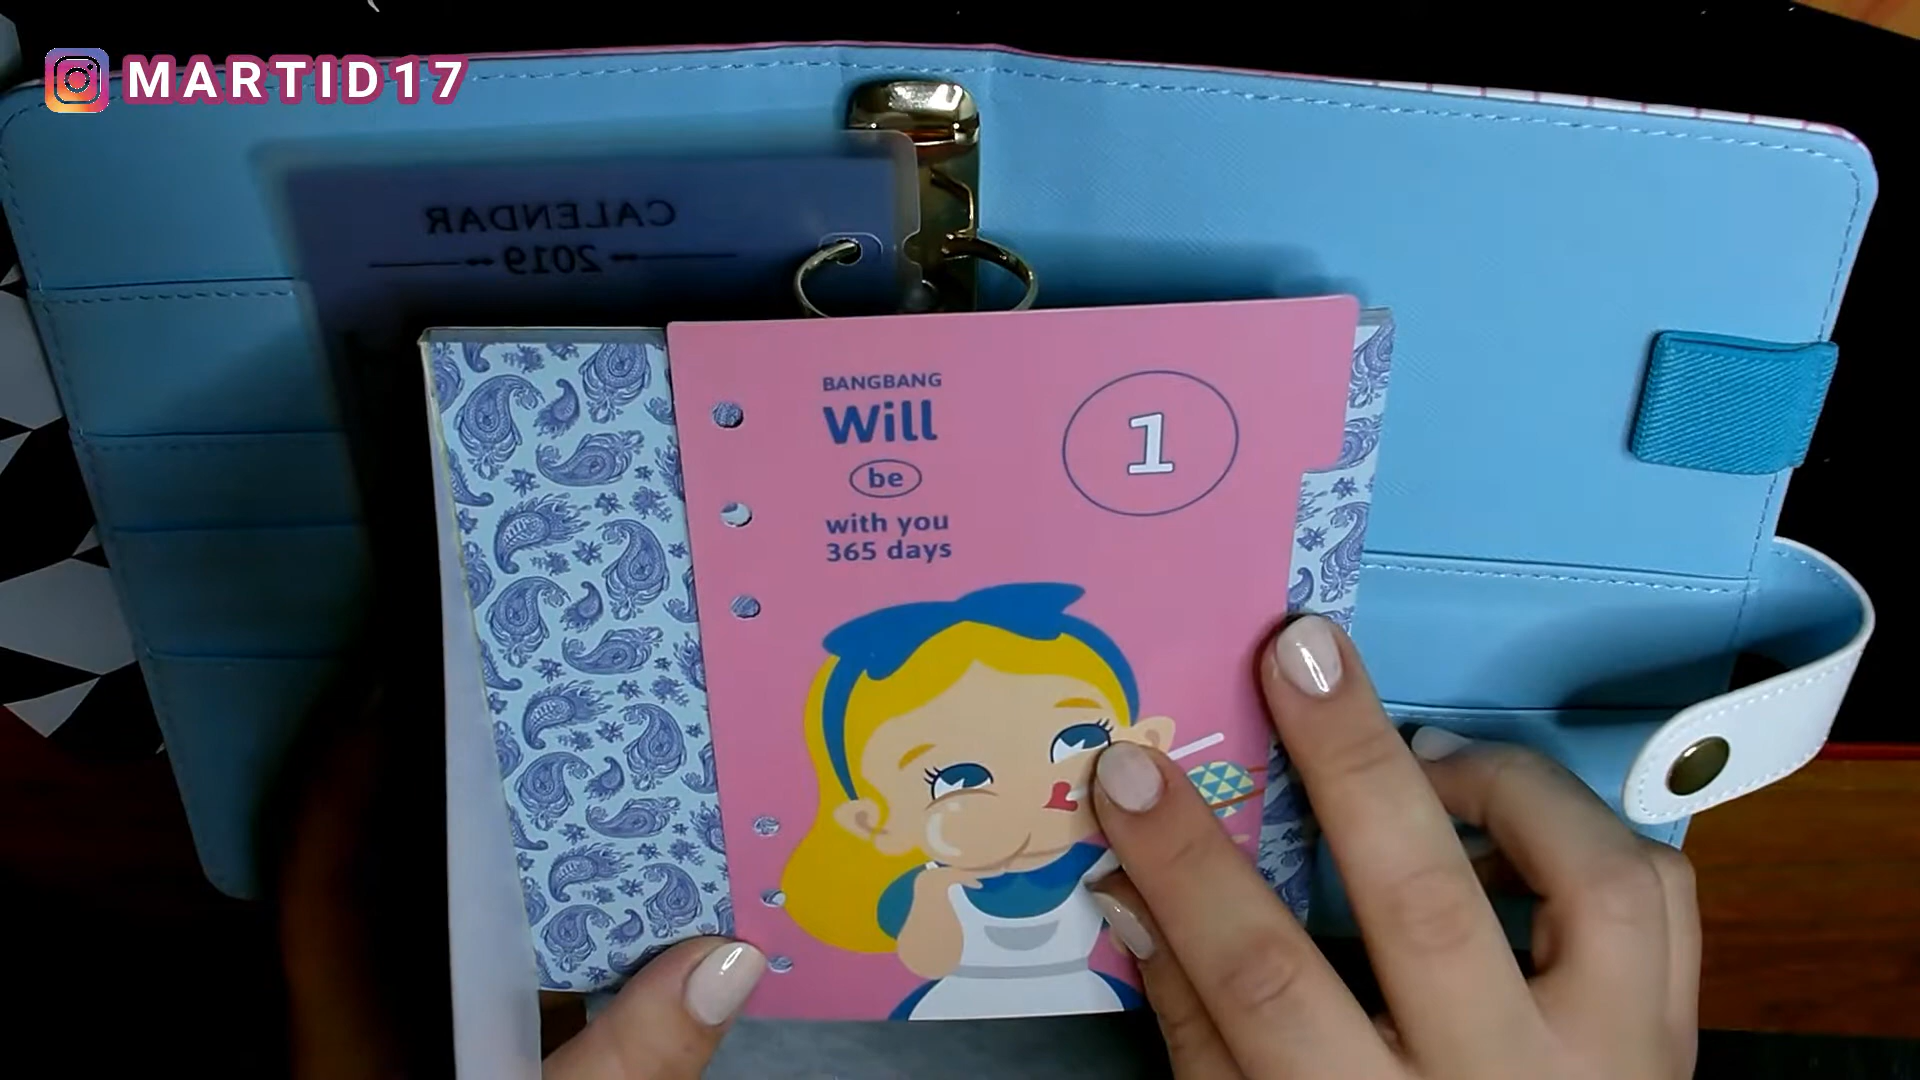 MARTID17
CALENDAR
2019
BANGBANG
Will
be
with you
365 days
1